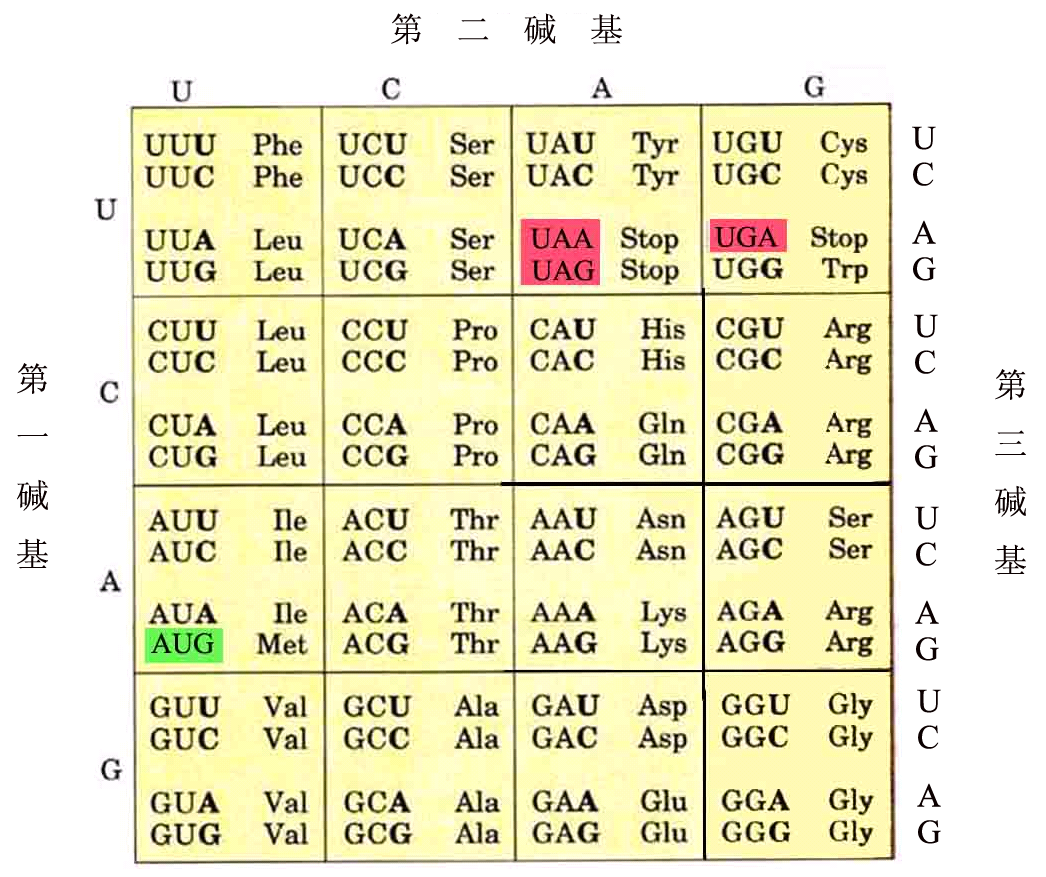 第 二 碱 基
U C A G
UUU Phe UCU Ser UAU Tyr UGU Cys U
UUC Phe UCC Ser UAC Tyr UGC Cys C
U
UUA Leu UCA Ser UAA Stop UGA Stop A
UUG Leu UCG Ser UAG Stop UGG Trp G
CUU Leu CCU Pro CAU His CGU Arg U
CUC Leu CCC Pro CAC His CGC Arg C
C
CUA Leu CCA Pro CAA Gln CGA Arg A
CUG Leu CCG Pro CAG Gln CGG Arg G
第一碱基
第三碱基
AUU Ile ACU Thr AAU Asn AGU Ser U
AUC Ile ACC Thr AAC Asn AGC Ser C
A
AUA Ile ACA Thr AAA Lys AGA Arg A
AUG Met ACG Thr AAG Lys AGG Arg G
GUU Val GCU Ala GAU Asp GGU Gly U
GUC Val GCC Ala GAC Asp GGC Gly C
G
GUA Val GCA Ala GAA Glu GGA Gly A
GUG Val GCG Ala GAG Glu GGG Gly G